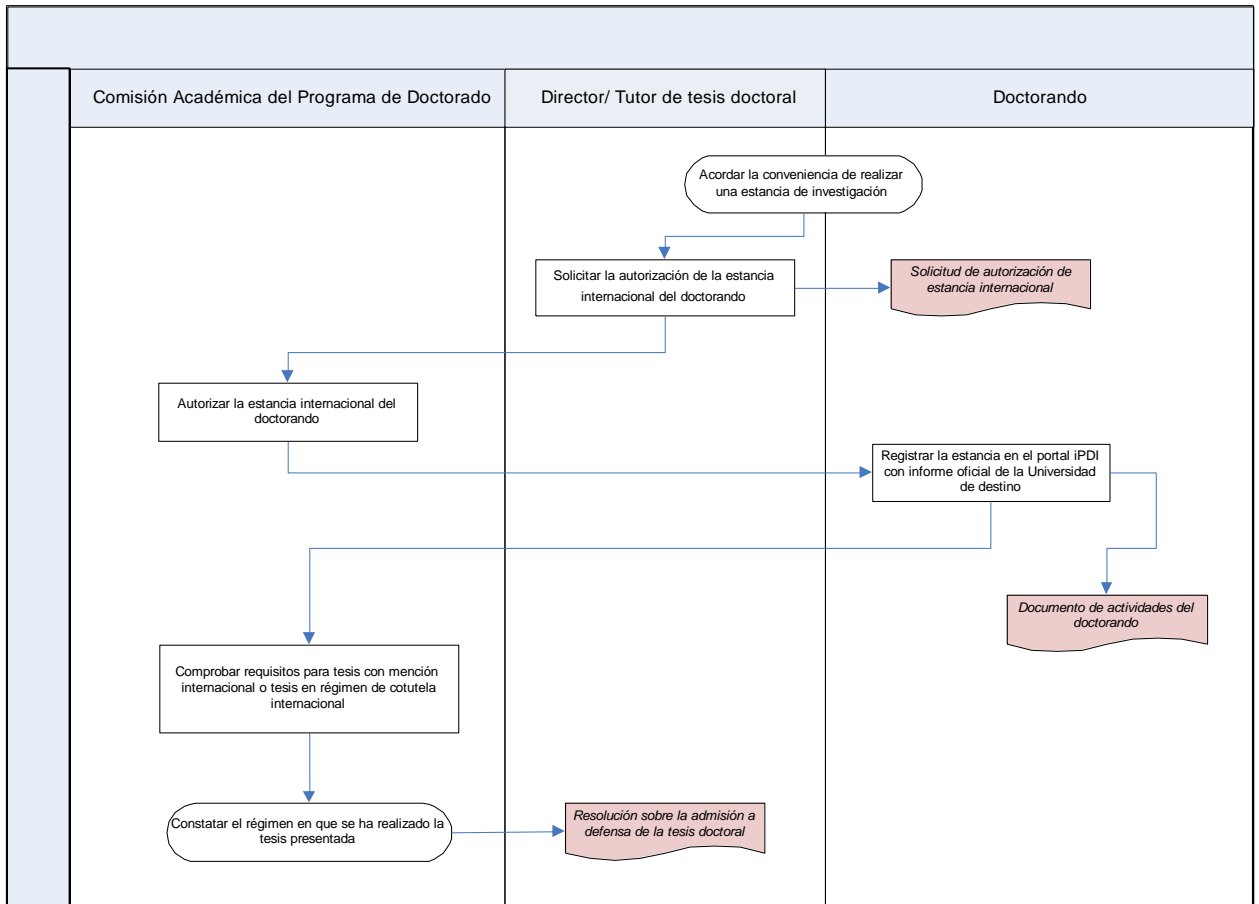 Comisión Académica del Programa de Doctorado
Director/ Tutor de tesis doctoral
Doctorando
Acordar la conveniencia de realizar
una estancia de investigación
Solicitar la autorización de la estancia
internacional del doctorando
Solicitud de autorización de
estancia internacional
Autorizar la estancia internacional del
doctorando
Registrar la estancia en el portal iPDI
con informe oficial de la Universidad
de destino
Documento de actividades del
doctorando
Comprobar requisitos para tesis con mención
internacional o tesis en régimen de cotutela
internacional
Constatar el régimen en que se ha realizado la
tesis presentada
Resolución sobre la admisión a
defensa de la tesis doctoral